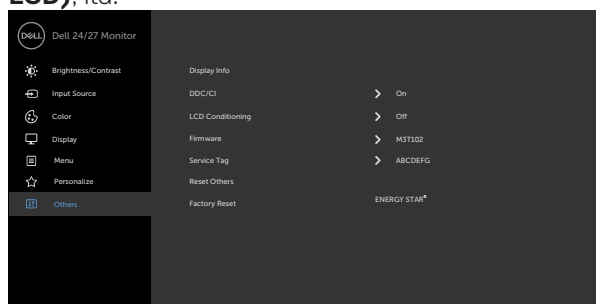 LCD), ltd.
DELL Dell 24/27 Monitor
Brightness/Contrast Display Info
Input Source DDC/CI On
Color LCD Conditioning Off
Display Firmware M3T102
Menu Service Tag ABCDEFG
Personalize Reset Others
Others Factory Reset ENERGY STAR®